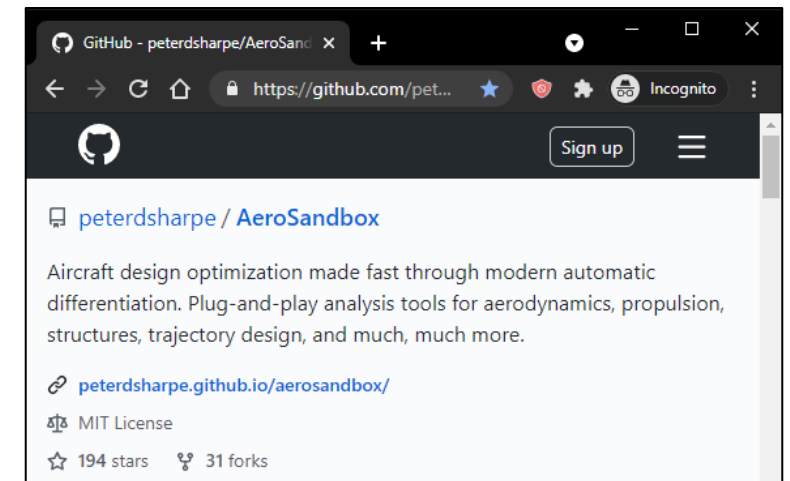 GitHub - peterdsharpe/AeroSand
https://github.com/pet...
Incognito
Sign up
peterdsharpe / AeroSandbox
Aircraft design optimization made fast through modern automatic
differentiation. Plug-and-play analysis tools for aerodynamics, propulsion,
structures, trajectory design, and much, much more.
peterdsharpe.github.io/aerosandbox/
MIT License
194 stars 31 forks